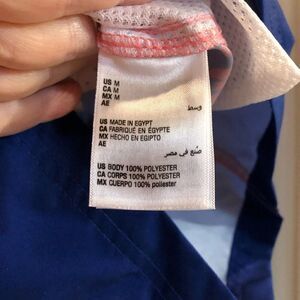 US M
CA M
MX M
AE
وسط
US MADE IN EGYPT
CA FABRIQUÉ EN ÉGYPTE
MX HECHO EN EGIPTO
AE
صنع في مصر
US BODY 100% POLYESTER
CA CORPS 100% POLYESTER
MX CUERPO 100% poliester